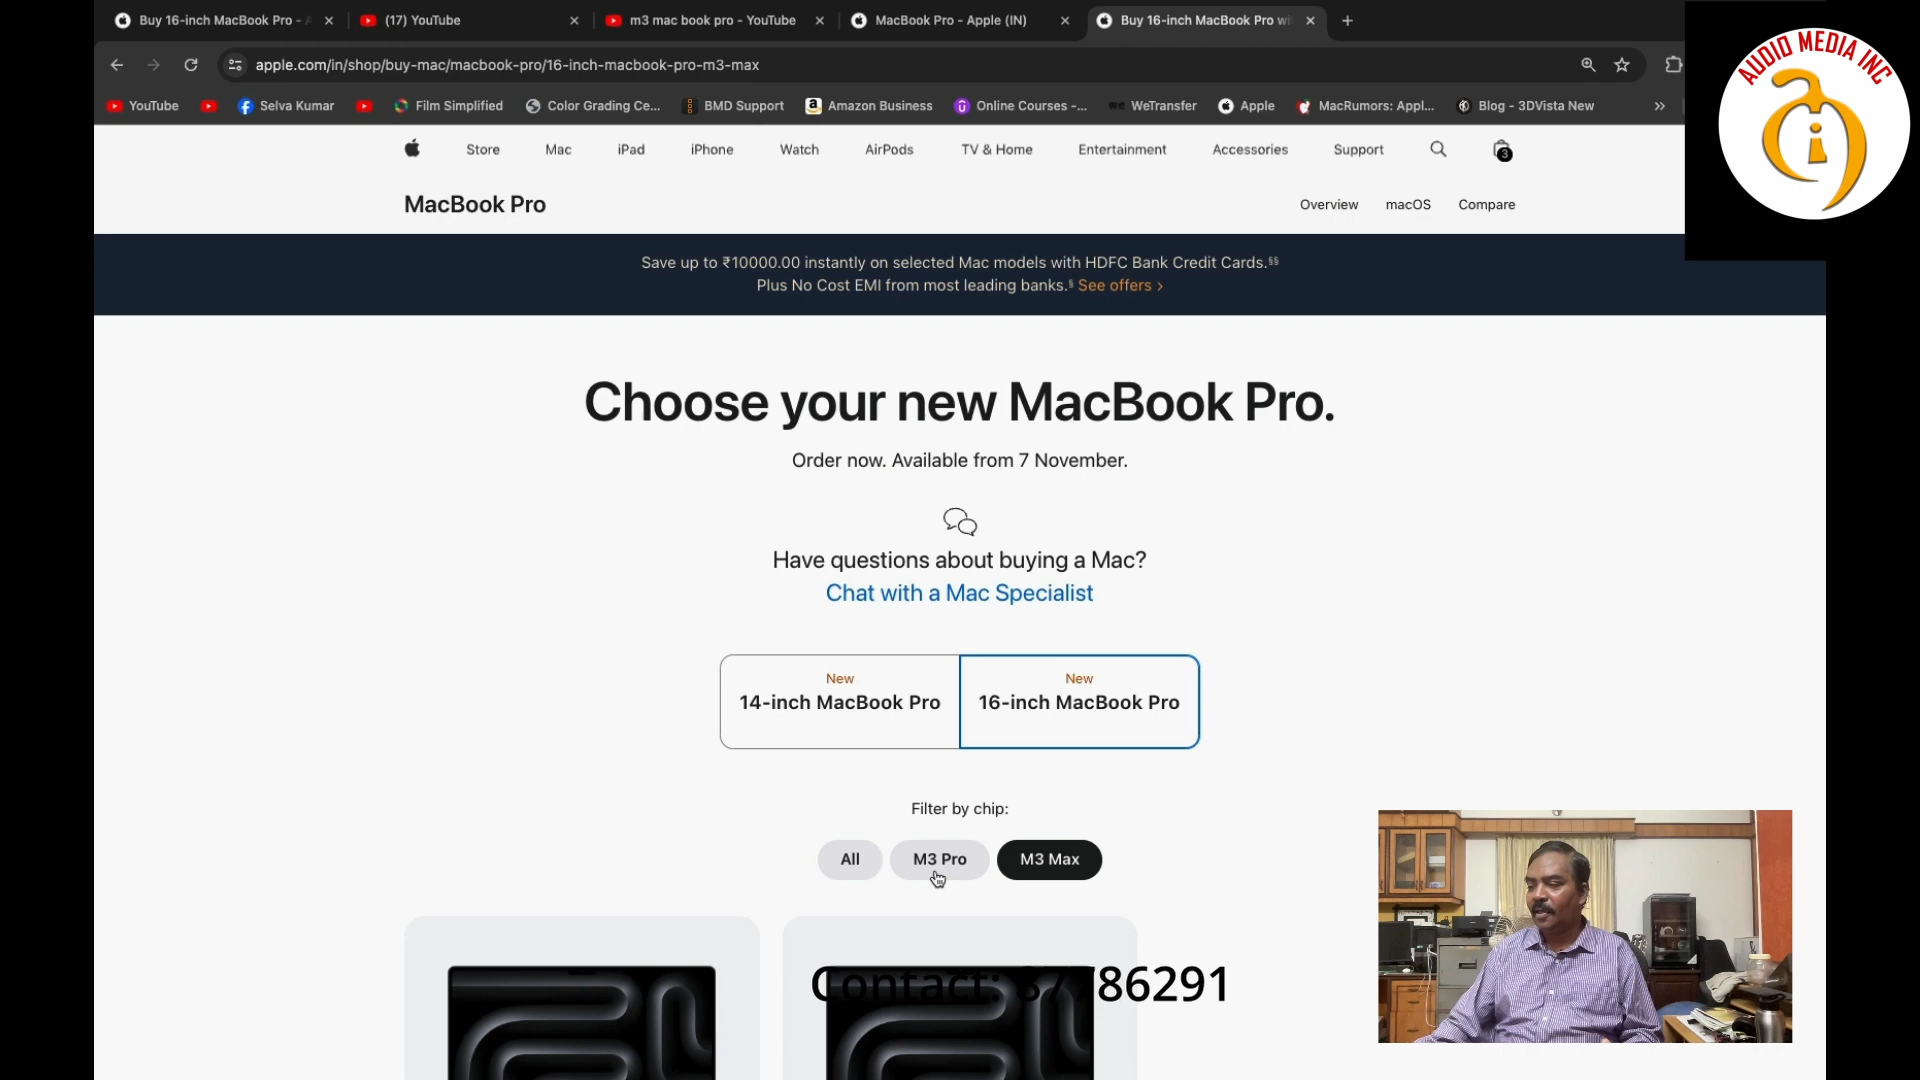 Buy 16-inch MacBook Pro -
(17) YouTube
m3 mac book pro - YouTube
MacBook Pro - Apple (IN)
Buy 16-inch MacBook Pro wi
apple.com/in/shop/buy-mac/macbook-pro/16-inch-macbook-pro-m3-max
YouTube
Selva Kumar
Film Simplified
Color Grading Ce...
BMD Support
Amazon Business
Online Courses -...
WeTransfer
Apple
MacRumors: Appl...
Blog - 3DVista New
»
AUDIO MEDIA INC
Store
Mac
iPad
iPhone
Watch
AirPods
TV & Home
Entertainment
Accessories
Support
3
MacBook Pro
Overview
macOS
Compare
Save up to ₹10000.00 instantly on selected Mac models with HDFC Bank Credit Cards.§§
Plus No Cost EMI from most leading banks.§ See offers >
Choose your new MacBook Pro.
Order now. Available from 7 November.
Have questions about buying a Mac?
Chat with a Mac Specialist
New
14-inch MacBook Pro
New
16-inch MacBook Pro
Filter by chip:
All
M3 Pro
M3 Max
Contact: 87786291